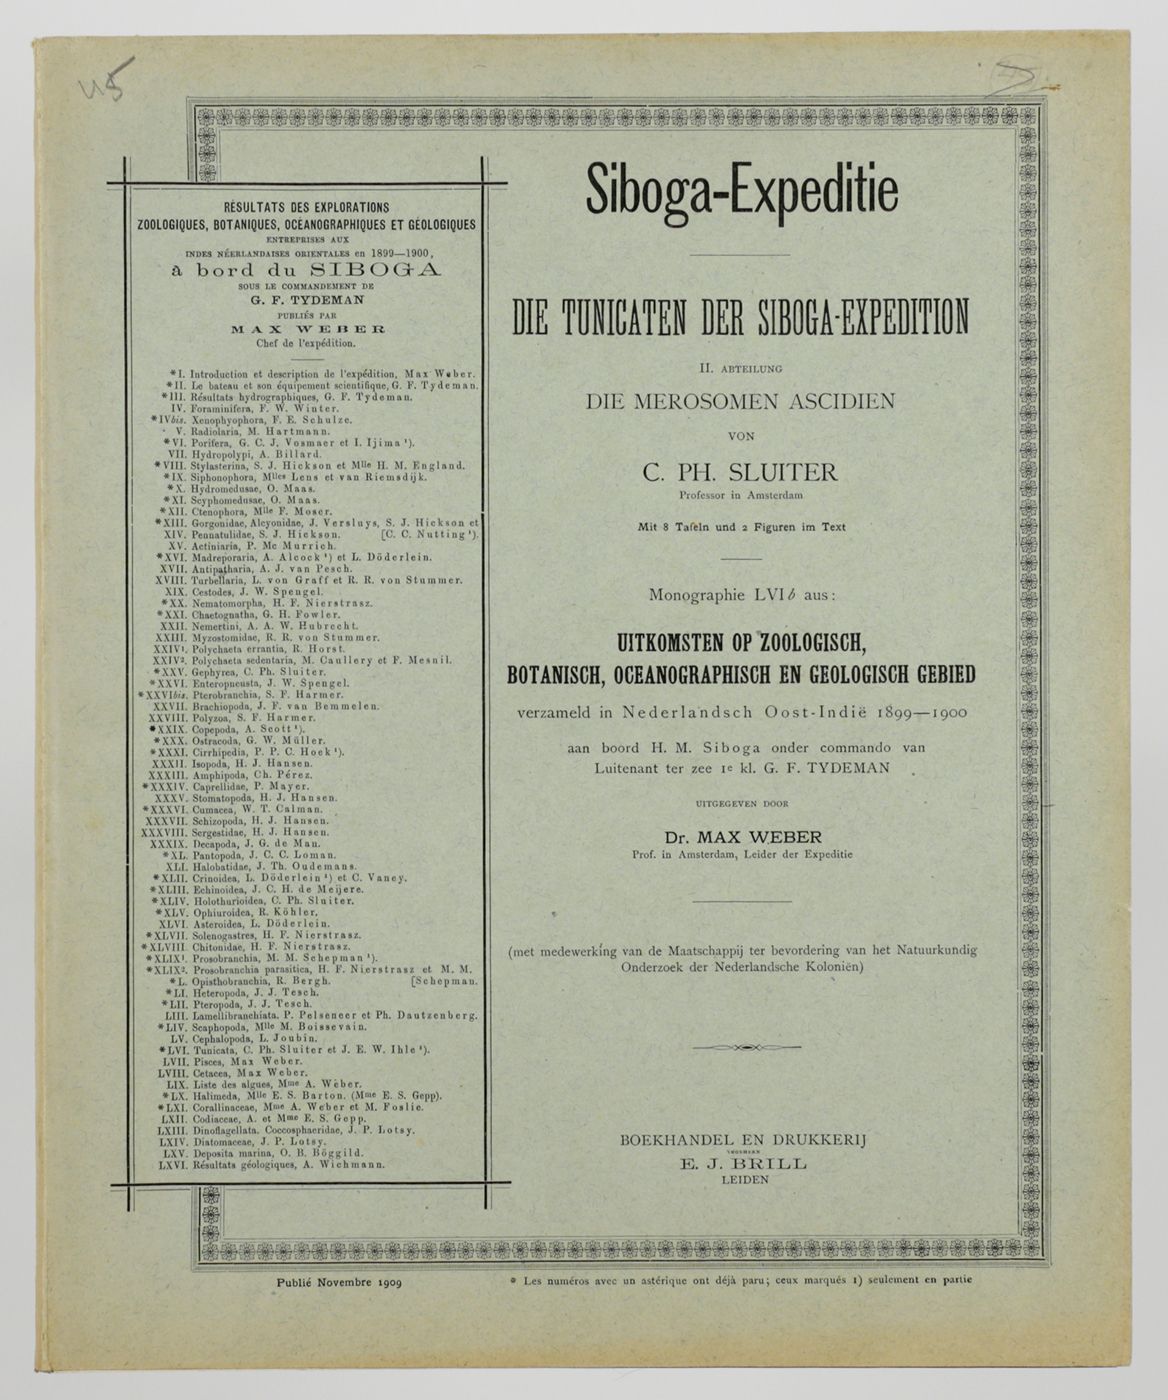 45
RÉSULTATS DES EXPLORATIONS
ZOOLOGIQUES, BOTANIQUES, OCÉANOGRAPHIQUES ET GÉOLOGIQUES
ENTREPRISES AUX
INDES NÉERLANDAISES ORIENTALES en 1899—1900,
à bord du SIBOGA
SOUS LE COMMANDEMENT DE
G. F. TYDEMAN
PUBLIÉS PAR
MAX WEBER
Chef de l'expédition.
*I. Introduction et description de l'expédition, Max Weber.
*II. Le bateau et son équipement scientifique, G. F. Tydeman.
*III. Résultats hydrographiques, G. F. Tydeman.
IV. Foraminifera, F. W. Winter.
*IVbis. Xenophyophora, F. E. Schulze.
V. Radiolaria, M. Hartmann.
*VI. Porifera, G. C. J. Vosmaer et I. Ijima ¹).
VII. Hydropolypi, A. Billard.
*VIII. Stylasterina, S. J. Hickson et Mlle H. M. England.
*IX. Siphonophora, Mlles Lens et van Riemsdijk.
*X. Hydromedusae, O. Maas.
*XI. Scyphomedusae, O. Maas.
*XII. Ctenophora, Mlle F. Moser.
*XIII. Gorgonidae, Alcyonidae, J. Versluys, S. J. Hickson et
XIV. Pennatulidae, S. J. Hickson. [C. C. Nutting ¹).
XV. Actiniaria, P. Mc Murrich.
*XVI. Madreporaria, A. Alcock ¹) et L. Döderlein.
XVII. Antipatharia, A. J. van Pesch.
XVIII. Turbellaria, L. von Graff et R. R. von Stummer.
XIX. Cestodes, J. W. Spengel.
*XX. Nematomorpha, H. F. Nierstrasz.
*XXI. Chaetognatha, G. H. Fowler.
XXII. Nemertini, A. A. W. Hubrecht.
XXIII. Myzostomidae, R. R. von Stummer.
XXIV¹. Polychaeta errantia, R. Horst.
XXIV². Polychaeta sedentaria, M. Caullery et F. Mesnil.
*XXV. Gephyrea, C. Ph. Sluiter.
*XXVI. Enteropneusta, J. W. Spengel.
*XXVIbis. Pterobranchia, S. F. Harmer.
XXVII. Brachiopoda, J. F. van Bemmelen.
XXVIII. Polyzoa, S. F. Harmer.
*XXIX. Copepoda, A. Scott ¹).
*XXX. Ostracoda, G. W. Müller.
*XXXI. Cirrhipedia, P. P. C. Hoek ¹).
XXXII. Isopoda, H. J. Hansen.
XXXIII. Amphipoda, Ch. Pérez.
*XXXIV. Caprellidae, P. Mayer.
XXXV. Stomatopoda, H. J. Hansen.
*XXXVI. Cumacea, W. T. Calman.
XXXVII. Schizopoda, H. J. Hansen.
XXXVIII. Sergestidae, H. J. Hansen.
XXXIX. Decapoda, J. G. de Man.
*XL. Pantopoda, J. C. C. Loman.
XLI. Halobatidae, J. Th. Oudemans.
*XLII. Crinoidea, L. Döderlein ¹) et C. Vaney.
*XLIII. Echinoidea, J. C. H. de Meijere.
*XLIV. Holothurioidea, C. Ph. Sluiter.
*XLV. Ophiuroidea, R. Köhler.
XLVI. Asteroidea, L. Döderlein.
*XLVII. Solenogastres, H. F. Nierstrasz.
*XLVIII. Chitonidae, H. F. Nierstrasz.
*XLIX¹. Prosobranchia, M. M. Schepman ¹).
*XLIX². Prosobranchia parasitica, H. F. Nierstrasz et M. M.
*L. Opisthobranchia, R. Bergh. [Schepman.
*LI. Heteropoda, J. J. Tesch.
*LII. Pteropoda, J. J. Tesch.
LIII. Lamellibranchiata. P. Pelseneer et Ph. Dautzenberg.
*LIV. Scaphopoda, Mlle M. Boissevain.
LV. Cephalopoda, L. Joubin.
*LVI. Tunicata, C. Ph. Sluiter et J. E. W. Ihle ¹).
LVII. Pisces, Max Weber.
LVIII. Cetacea, Max Weber.
LIX. Liste des algues, Mme A. Weber.
*LX. Halimeda, Mlle E. S. Barton. (Mme E. S. Gepp).
*LXI. Corallinaceae, Mme A. Weber et M. Foslie.
LXII. Codiaceae, A. et Mme E. S. Gepp.
LXIII. Dinoflagellata. Coccosphaeridae, J. P. Lotsy.
LXIV. Diatomaceae, J. P. Lotsy.
LXV. Deposita marina, O. B. Böggild.
LXVI. Résultats géologiques, A. Wichmann.
Siboga-Expeditie
DIE TUNICATEN DER SIBOGA-EXPEDITION
II. ABTEILUNG
DIE MEROSOMEN ASCIDIEN
VON
C. PH. SLUITER
Professor in Amsterdam
Mit 8 Tafeln und 2 Figuren im Text
Monographie LVI b aus:
UITKOMSTEN OP ZOOLOGISCH,
BOTANISCH, OCEANOGRAPHISCH EN GEOLOGISCH GEBIED
verzameld in Nederlandsch Oost-Indië 1899—1900
aan boord H. M. Siboga onder commando van
Luitenant ter zee 1e kl. G. F. TYDEMAN
UITGEGEVEN DOOR
Dr. MAX WEBER
Prof. in Amsterdam, Leider der Expeditie
(met medewerking van de Maatschappij ter bevordering van het Natuurkundig
Onderzoek der Nederlandsche Koloniën)
BOEKHANDEL EN DRUKKERIJ
VOORHEEN
E. J. BRILL
LEIDEN
Publié Novembre 1909
* Les numéros avec un astérique ont déjà paru; ceux marqués 1) seulement en partie